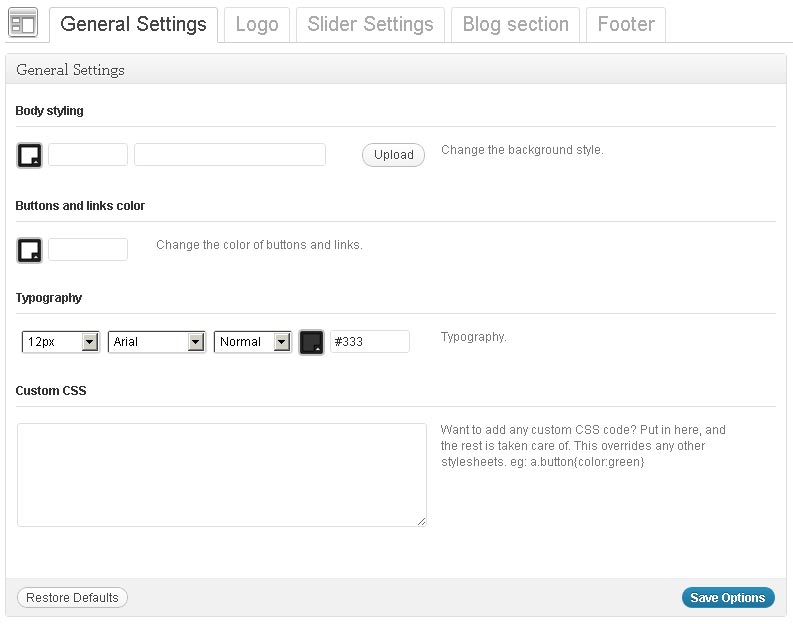 General Settings
Logo
Slider Settings
Blog section
Footer
General Settings
Body styling
Upload
Change the background style.
Buttons and links color
Change the color of buttons and links.
Typography
12px
Arial
Normal
#333
Typography.
Custom CSS
Want to add any custom CSS code? Put in here, and
the rest is taken care of. This overrides any other
stylesheets. eg: a.button{color:green}
Restore Defaults
Save Options